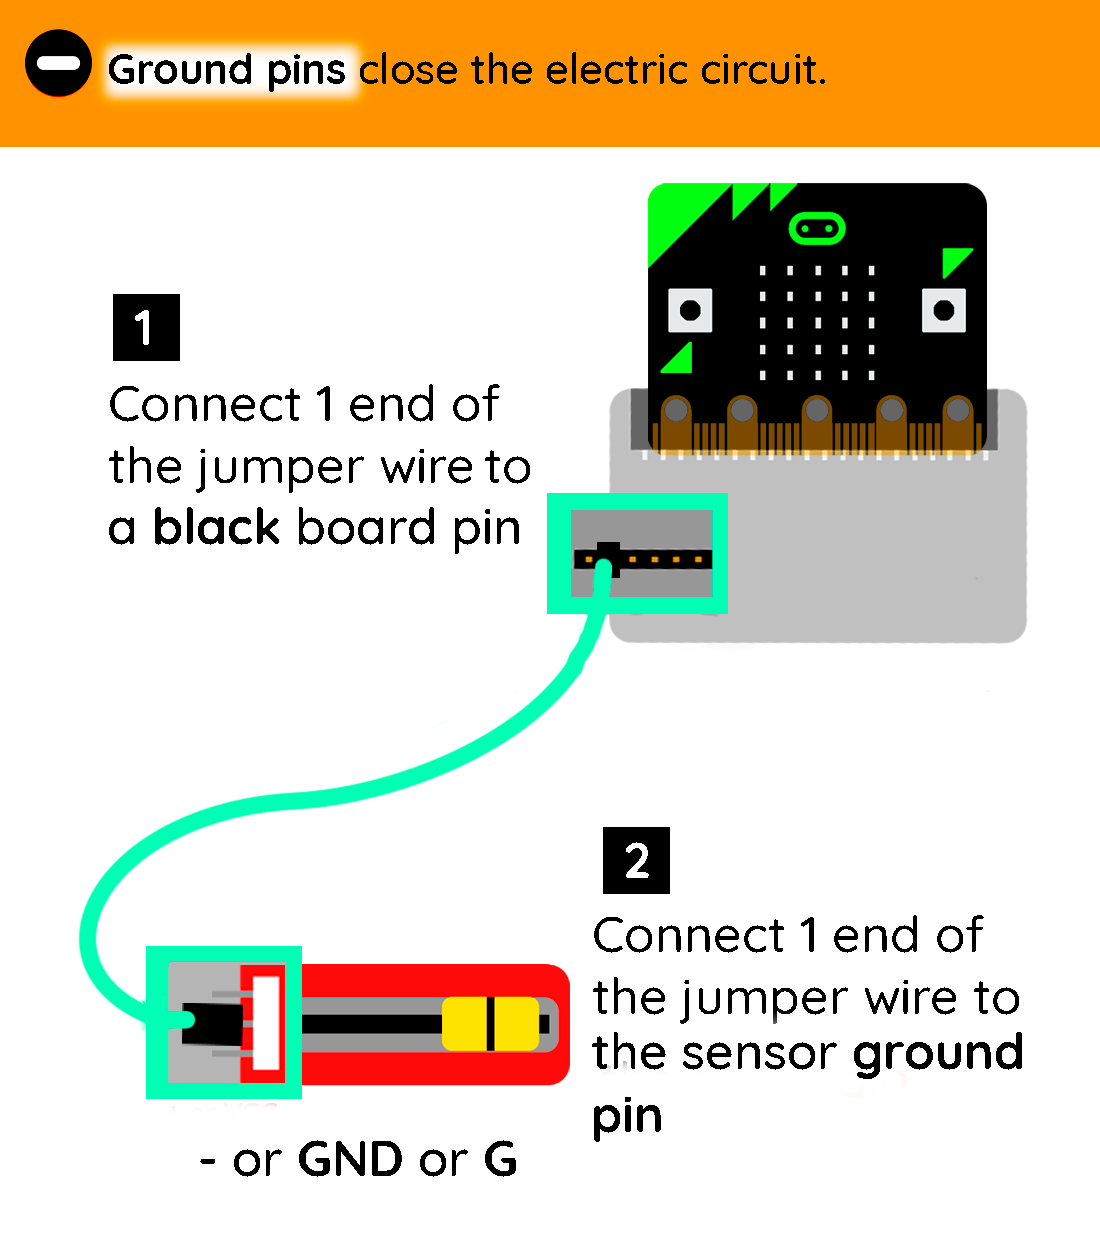 Ground pins close the electric circuit.
1
Connect 1 end of
the jumper wire to
a black board pin
2
Connect 1 end of
the jumper wire to
the sensor ground
pin
- or GND or G